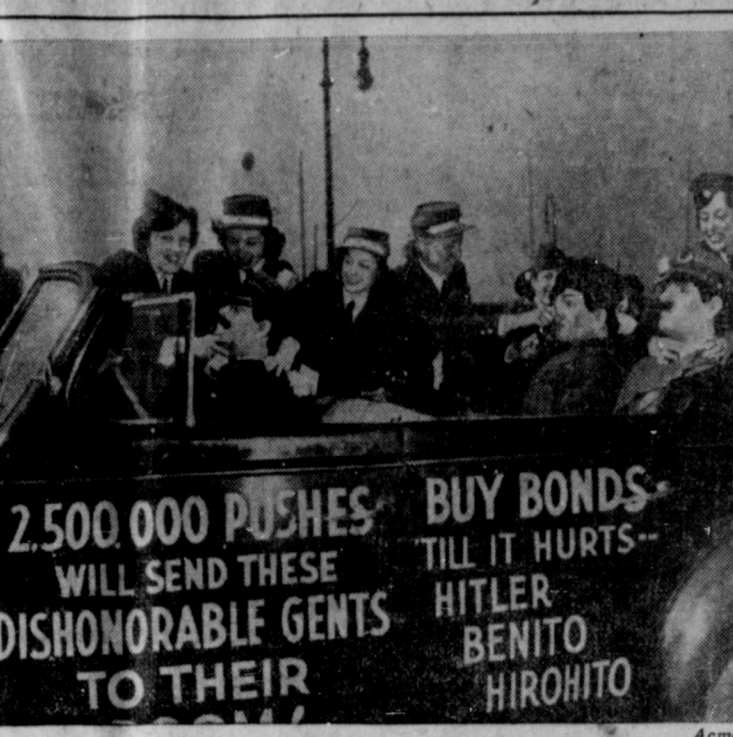 2,500,000 PUSHES
WILL SEND THESE
DISHONORABLE GENTS
TO THEIR
BUY BONDS-
'TILL IT HURTS--
HITLER
BENITO
HIROHITO
Acme